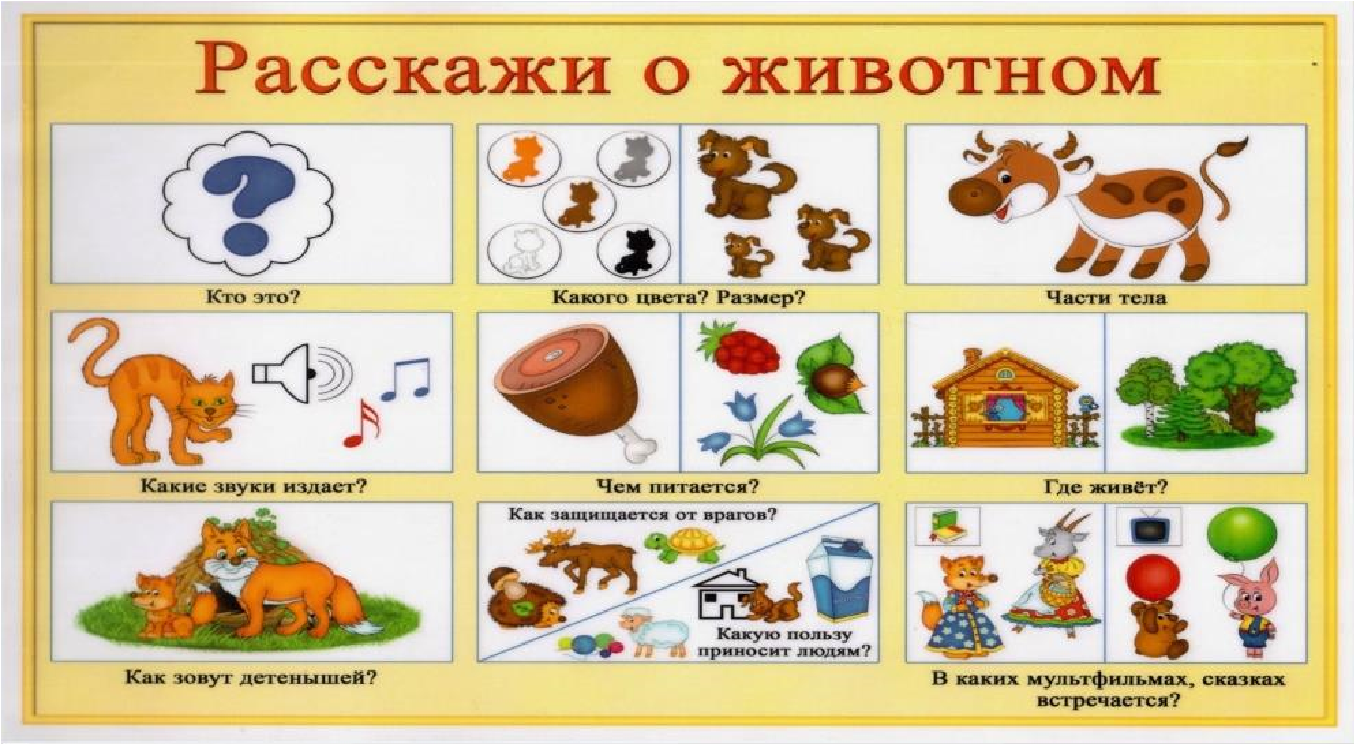 Расскажи о животном
Кто это?
Какого цвета? Размер?
Части тела
Какие звуки издает?
Чем питается?
Где живёт?
Как зовут детенышей?
Как защищается от врагов?
Какую пользу
приносит людям?
В каких мультфильмах, сказках
встречается?